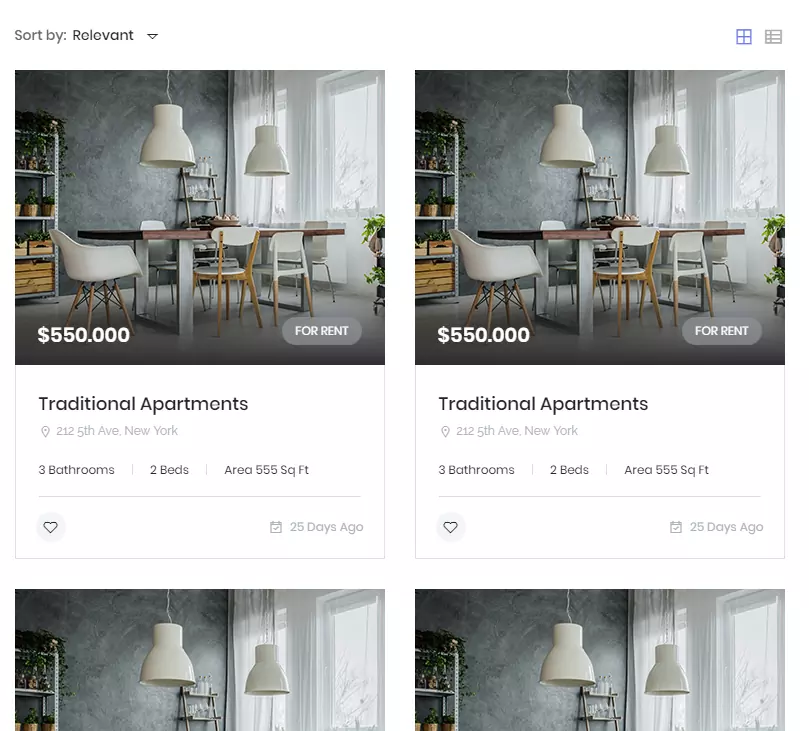 Sort by: Relevant
$550.000 FOR RENT
$550.000 FOR RENT
Traditional Apartments
212 5th Ave, New York
3 Bathrooms 2 Beds Area 555 Sq Ft
25 Days Ago
Traditional Apartments
212 5th Ave, New York
3 Bathrooms 2 Beds Area 555 Sq Ft
25 Days Ago